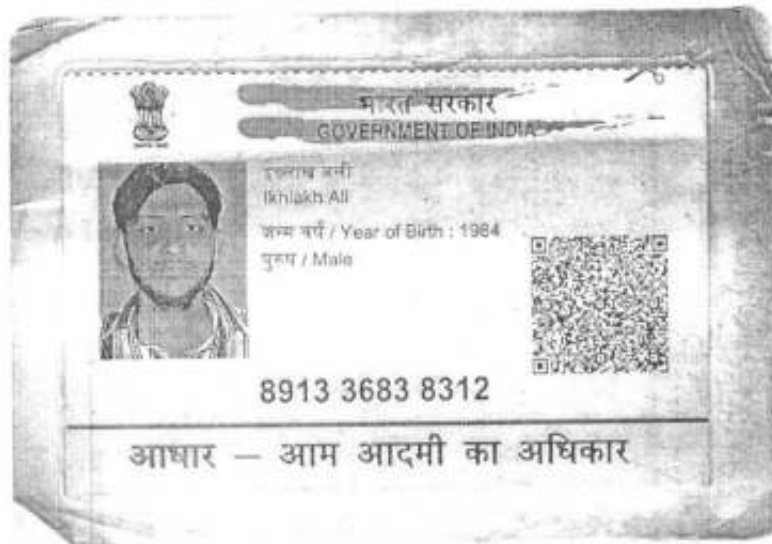 भारत सरकार
GOVERNMENT OF INDIA
Ikhlakh Ali
जन्म वर्ष / Year of Birth : 1984
पुरुष / Male
8913 3683 8312
आधार – आम आदमी का अधिकार